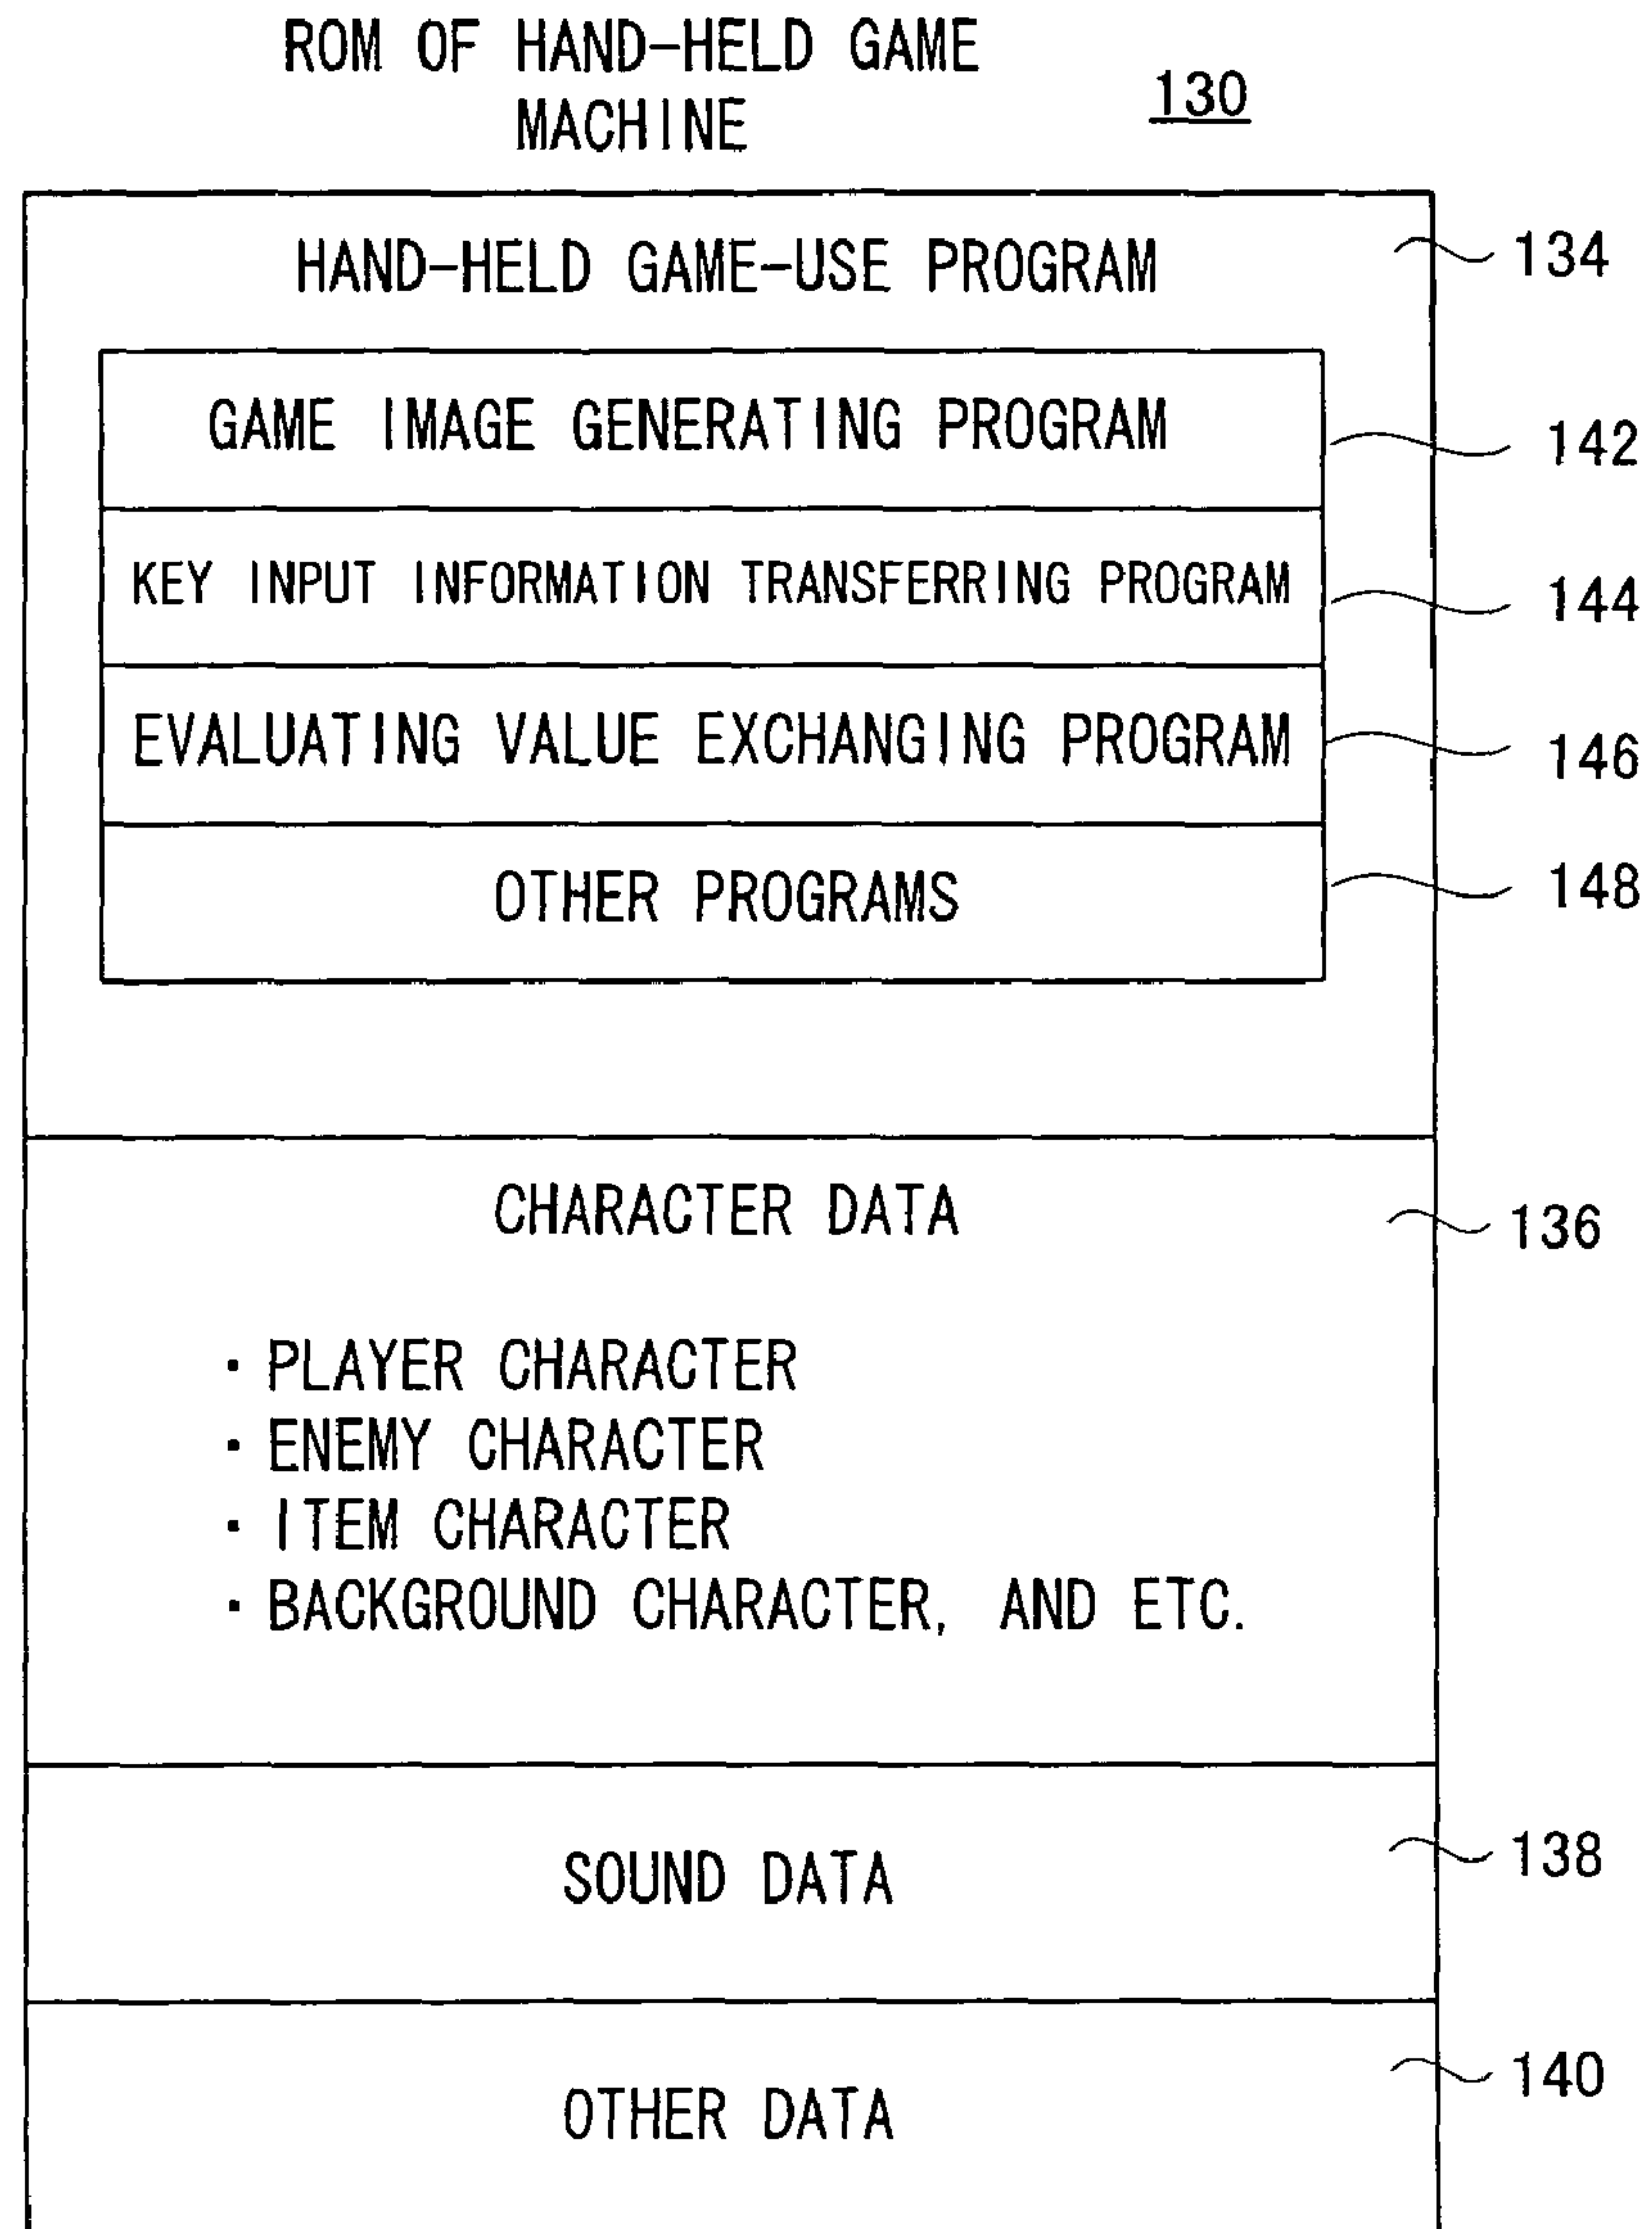 ROM OF HAND-HELD GAME
MACHINE
130
HAND-HELD GAME-USE PROGRAM
134
GAME IMAGE GENERATING PROGRAM
142
KEY INPUT INFORMATION TRANSFERRING PROGRAM
144
EVALUATING VALUE EXCHANGING PROGRAM
146
OTHER PROGRAMS
148
CHARACTER DATA
136
· PLAYER CHARACTER
· ENEMY CHARACTER
· ITEM CHARACTER
· BACKGROUND CHARACTER, AND ETC.
SOUND DATA
138
OTHER DATA
140